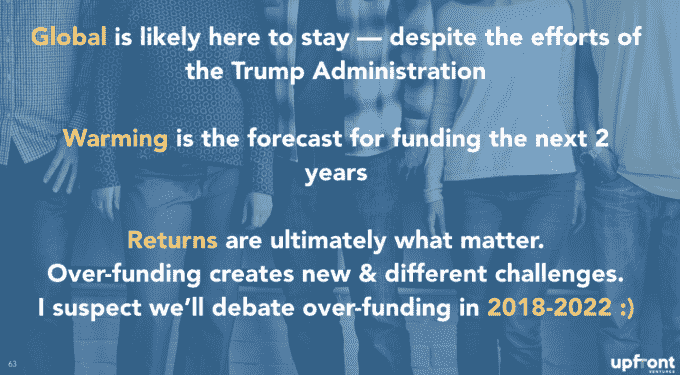 Global is likely here to stay — despite the efforts of
the Trump Administration
Warming is the forecast for funding the next 2
years
Returns are ultimately what matter.
Over-funding creates new & different challenges.
I suspect we’ll debate over-funding in 2018-2022 :)
63
upfront
VENTURES